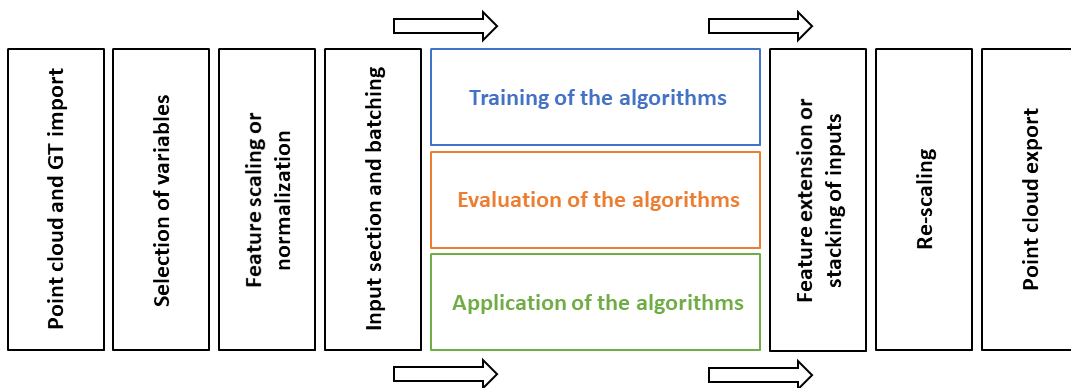 Point cloud and GT import
Selection of variables
Feature scaling or
normalization
Input section and batching
Training of the algorithms
Evaluation of the algorithms
Application of the algorithms
Feature extension or
stacking of inputs
Re-scaling
Point cloud export